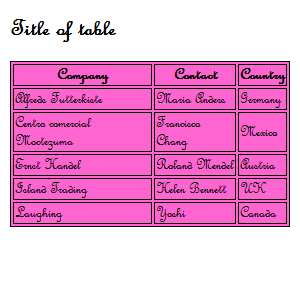 Title of table
Company Contact Country
Alfreds Futterkiste Maria Anders Germany
Centro comercial Moctezuma Francisco Chang Mexico
Ernst Handel Roland Mendel Austria
Island Trading Helen Bennett UK
Laughing Yoshi Canada